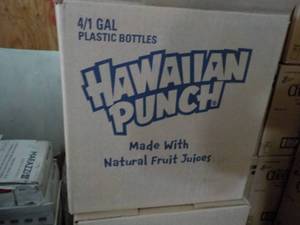 4/1 GAL
PLASTIC BOTTLES
HAWAIIAN
PUNCH®
Made With
Natural Fruit Juices